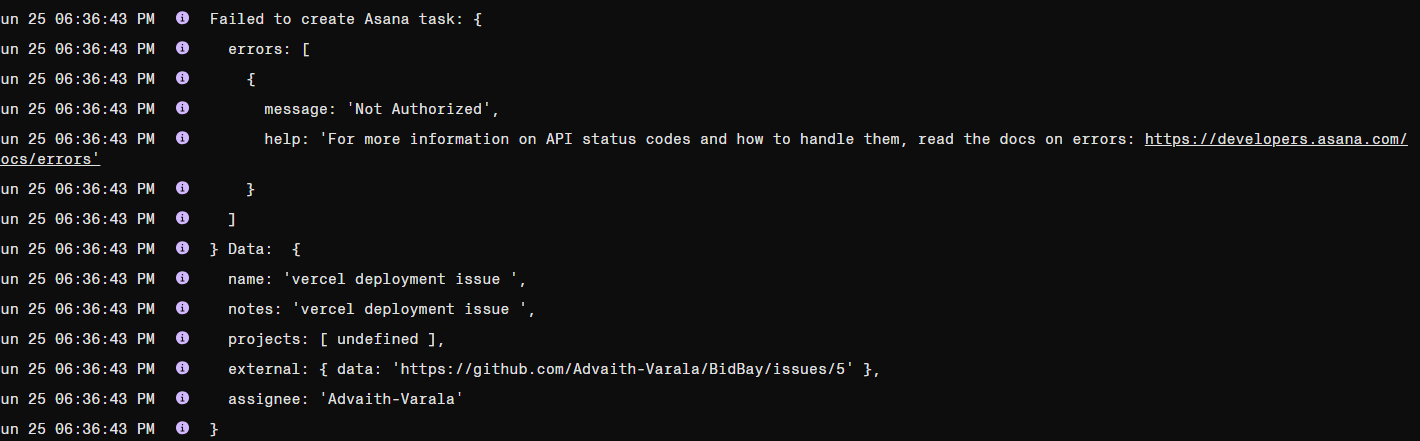 un 25 06:36:43 PM Failed to create Asana task: {
un 25 06:36:43 PM errors: [
un 25 06:36:43 PM {
un 25 06:36:43 PM message: 'Not Authorized',
un 25 06:36:43 PM help: 'For more information on API status codes and how to handle them, read the docs on errors: https://developers.asana.com/
ocs/errors'
un 25 06:36:43 PM }
un 25 06:36:43 PM ]
un 25 06:36:43 PM } Data:  {
un 25 06:36:43 PM name: 'vercel deployment issue ',
un 25 06:36:43 PM notes: 'vercel deployment issue ',
un 25 06:36:43 PM projects: [ undefined ],
un 25 06:36:43 PM external: { data: 'https://github.com/Advaith-Varala/BidBay/issues/5' },
un 25 06:36:43 PM assignee: 'Advaith-Varala'
un 25 06:36:43 PM }